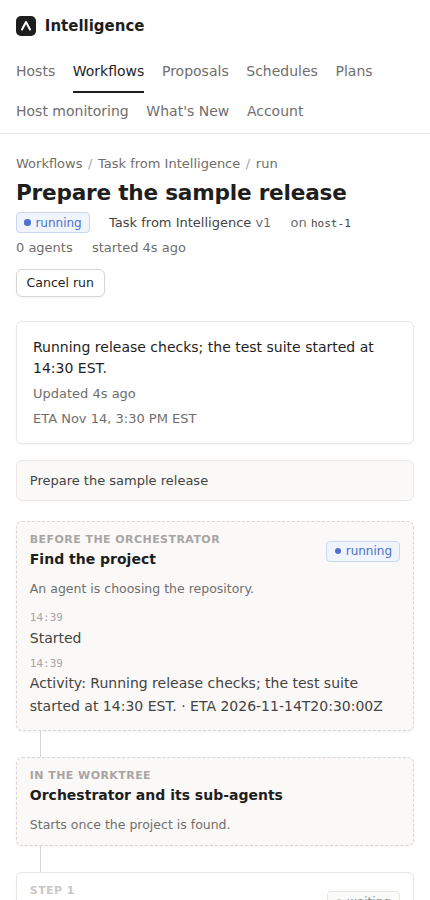 Intelligence
Hosts Workflows Proposals Schedules Plans
Host monitoring What's New Account
Workflows / Task from Intelligence / run
Prepare the sample release
running Task from Intelligence v1 on host-1
0 agents started 4s ago
Cancel run
Running release checks; the test suite started at
14:30 EST.
Updated 4s ago
ETA Nov 14, 3:30 PM EST
Prepare the sample release
BEFORE THE ORCHESTRATOR
Find the project
running
An agent is choosing the repository.
14:39
Started
14:39
Activity: Running release checks; the test suite
started at 14:30 EST. · ETA 2026-11-14T20:30:00Z
IN THE WORKTREE
Orchestrator and its sub-agents
Starts once the project is found.
STEP 1
waiting